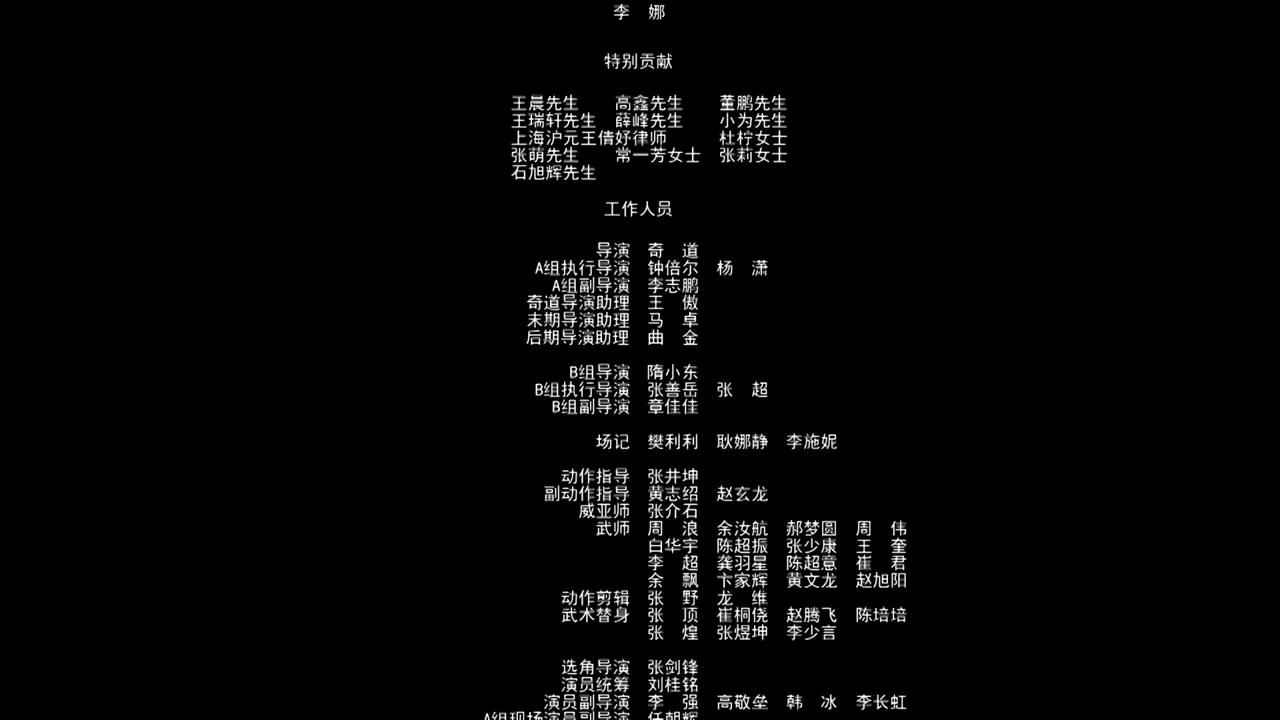 李　娜
特别贡献
王晨先生　高鑫先生　董鹏先生
王瑞轩先生　薛峰先生　小为先生
上海沪元王倩妤律师　杜柠女士
张萌先生　常一芳女士　张莉女士
石旭辉先生
工作人员
导演　奇　道
A组执行导演　钟倍尔　杨　潇
A组副导演　李志鹏
奇道导演助理　王　傲
末期导演助理　马　卓
后期导演助理　曲　金
B组导演　隋小东
B组执行导演　张善岳　张　超
B组副导演　章佳佳
场记　樊利利　耿娜静　李施妮
动作指导　张井坤
副动作指导　黄志绍　赵玄龙
威亚师　张介石
武师　周　浪　余汝航　郝梦圆　周　伟
白华宇　陈超振　张少康　王　奎
李　超　龚羽星　陈超意　崔　君
余　飘　卞家辉　黄文龙　赵旭阳
动作剪辑　张　野　龙　维
武术替身　张　顶　崔桐侥　赵腾飞　陈培培
张　煌　张煜坤　李少言
选角导演　张剑锋
演员统筹　刘桂铭
演员副导演　李　强　高敬垒　韩　冰　李长虹
A组现场演员副导演　任朝辉